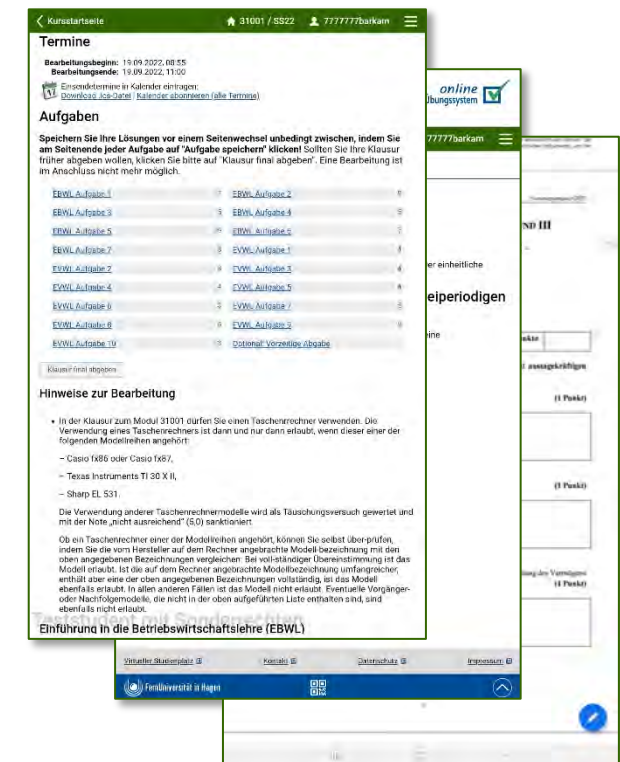 Kursstartseite
31001 / SS22
7777777barkam
Termine
Bearbeitungsbeginn: 19.09.2022, 08:55
Bearbeitungsende: 19.09.2022, 11:00
Einsendetermine in Kalender eintragen:
Download .ics-Datei | Kalender abonnieren (alle Termine)
Aufgaben
Speichern Sie Ihre Lösungen vor einem Seitenwechsel unbedingt zwischen, indem Sie
am Seitenende jeder Aufgabe auf "Aufgabe speichern" klicken! Sollten Sie Ihre Klausur
früher abgeben wollen, klicken Sie bitte auf "Klausur final abgeben". Eine Bearbeitung ist
im Anschluss nicht mehr möglich.
EBWL Aufgabe 1 EBWL Aufgabe 2
EBWL Aufgabe 3 EBWL Aufgabe 4
EBWL Aufgabe 5 EBWL Aufgabe 6
EBWL Aufgabe 7 EVWL Aufgabe 1
EVWL Aufgabe 2 EVWL Aufgabe 3
EVWL Aufgabe 4 EVWL Aufgabe 5
EVWL Aufgabe 6 EVWL Aufgabe 7
EVWL Aufgabe 8 EVWL Aufgabe 9
EVWL Aufgabe 10 Optional: Vorzeitige Abgabe
Klausur final abgeben
Hinweise zur Bearbeitung
• In der Klausur zum Modul 31001 dürfen Sie einen Taschenrechner verwenden. Die
Verwendung eines Taschenrechners ist dann und nur dann erlaubt, wenn dieser einer der
folgenden Modellreihen angehört:
– Casio fx86 oder Casio fx87,
– Texas Instruments TI 30 X II,
– Sharp EL 531.
Die Verwendung anderer Taschenrechnermodelle wird als Täuschungsversuch gewertet und
mit der Note „nicht ausreichend" (5,0) sanktioniert.
Ob ein Taschenrechner einer der Modellreihen angehört, können Sie selbst über-prüfen,
indem Sie die vom Hersteller auf dem Rechner angebrachte Modell-bezeichnung mit den
oben angegebenen Bezeichnungen vergleichen: Bei voll-ständiger Übereinstimmung ist das
Modell erlaubt. Ist die auf dem Rechner angebrachte Modellbezeichnung umfangreicher,
enthält aber eine der oben angegebenen Bezeichnungen vollständig, ist das Modell
ebenfalls erlaubt. In allen anderen Fällen ist das Modell nicht erlaubt. Eventuelle Vorgänger-
oder Nachfolgemodelle, die nicht in der oben aufgeführten Liste enthalten sind, sind
ebenfalls nicht erlaubt.
Teststudent mit Sonderrechten
Einführung in die Betriebswirtschaftslehre (EBWL)
online
bungssystem
77777barkam
er einheitliche
eiperiodigen
ine
Virtueller Studienplatz
Kontakt
Datenschutz
Impressum
FernUniversität in Hagen
ND III
nkte
aussagekräftigen
(1 Punkt)
(1 Punkt)
ung des Vermögens
(1 Punkt)